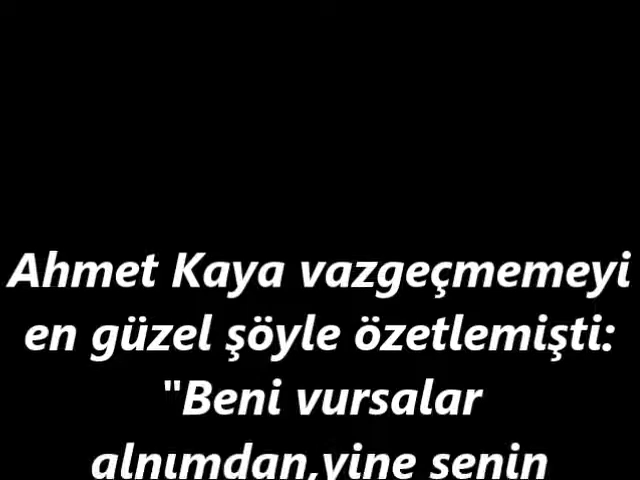 Ahmet Kaya vazgeçmemeyi
en güzel şöyle özetlemişti:
"Beni vursalar
alnımdan,yine senin